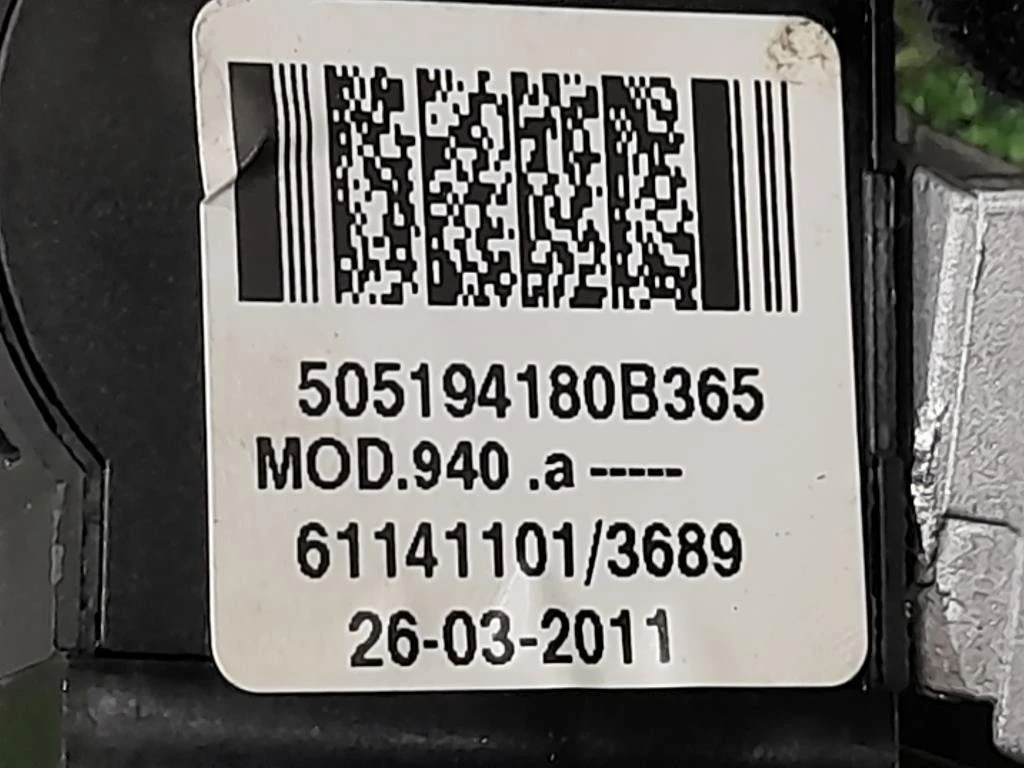 505194180B365
MOD.940 .a -----
61141101/3689
26-03-2011